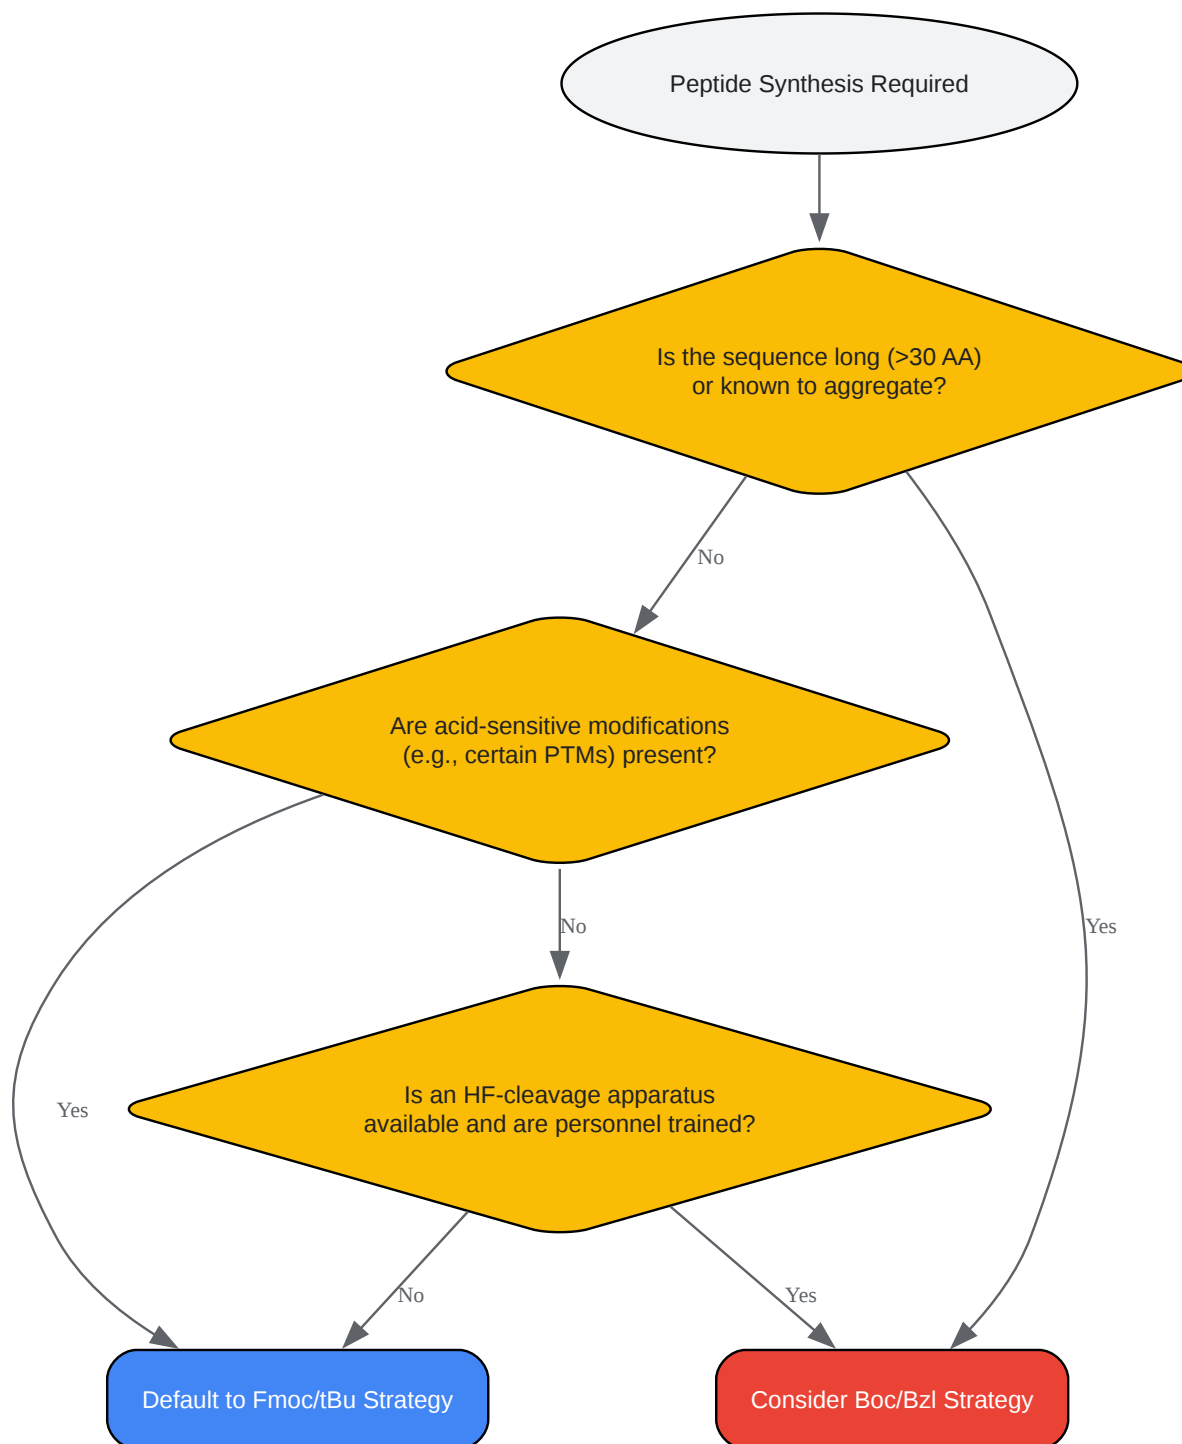 Peptide Synthesis Required
Is the sequence long (>30 AA)
or known to aggregate?
No
Are acid-sensitive modifications
(e.g., certain PTMs) present?
No
Yes
Is an HF-cleavage apparatus
available and are personnel trained?
Yes
No
Yes
Default to Fmoc/tBu Strategy
Consider Boc/Bzl Strategy